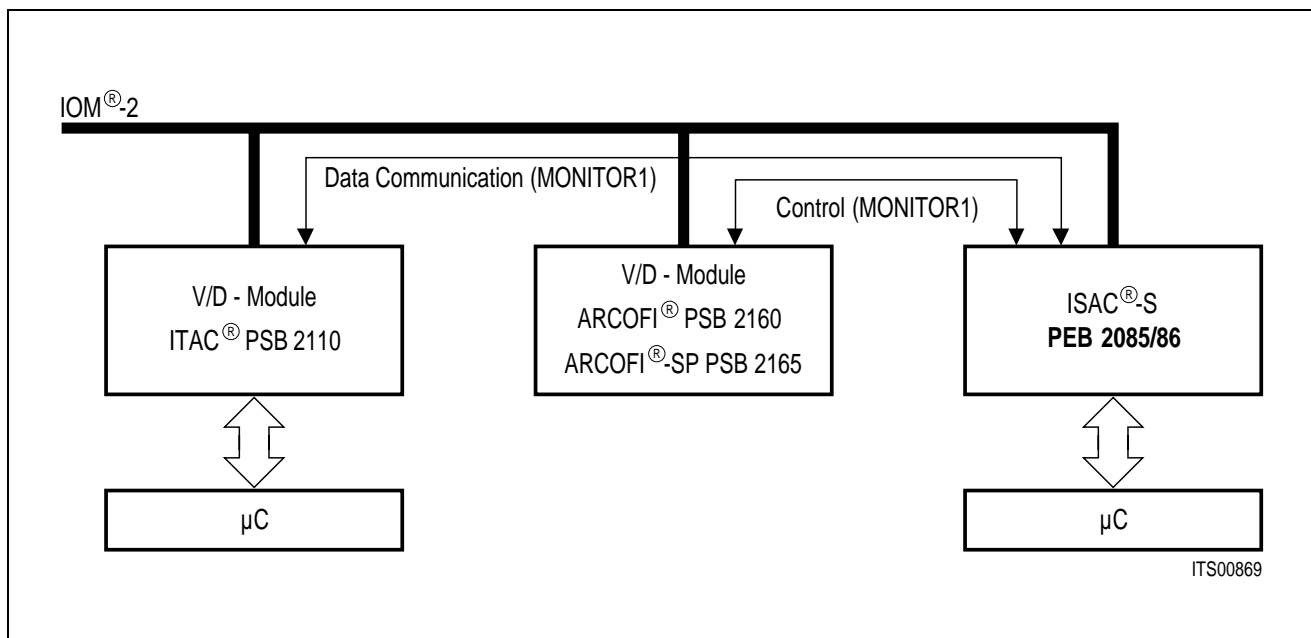 IOM®-2
Data Communication (MONITOR1)
Control (MONITOR1)
V/D - Module
ITAC® PSB 2110
V/D - Module
ARCOFI® PSB 2160
ARCOFI®-SP PSB 2165
ISAC®-S
PEB 2085/86
µC
µC
ITS00869